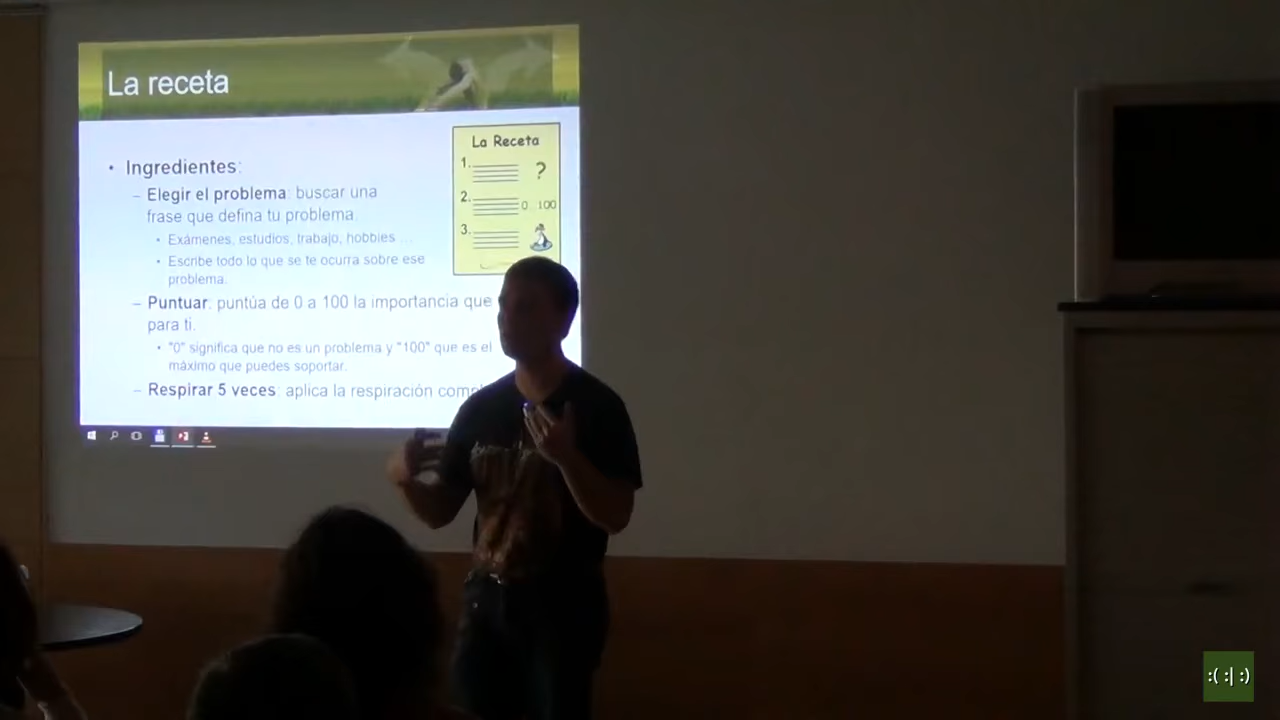 La receta
• Ingredientes:
– Elegir el problema: buscar una
frase que defina tu problema.
• Exámenes, estudios, trabajo, hobbies ...
• Escribe todo lo que se te ocurra sobre ese
problema.
– Puntuar: puntúa de 0 a 100 la importancia que
para ti.
• "0" significa que no es un problema y "100" que es el
máximo que puedes soportar.
– Respirar 5 veces: aplica la respiración
La Receta
1. ?
2. 0 100
3.
:( :| :)